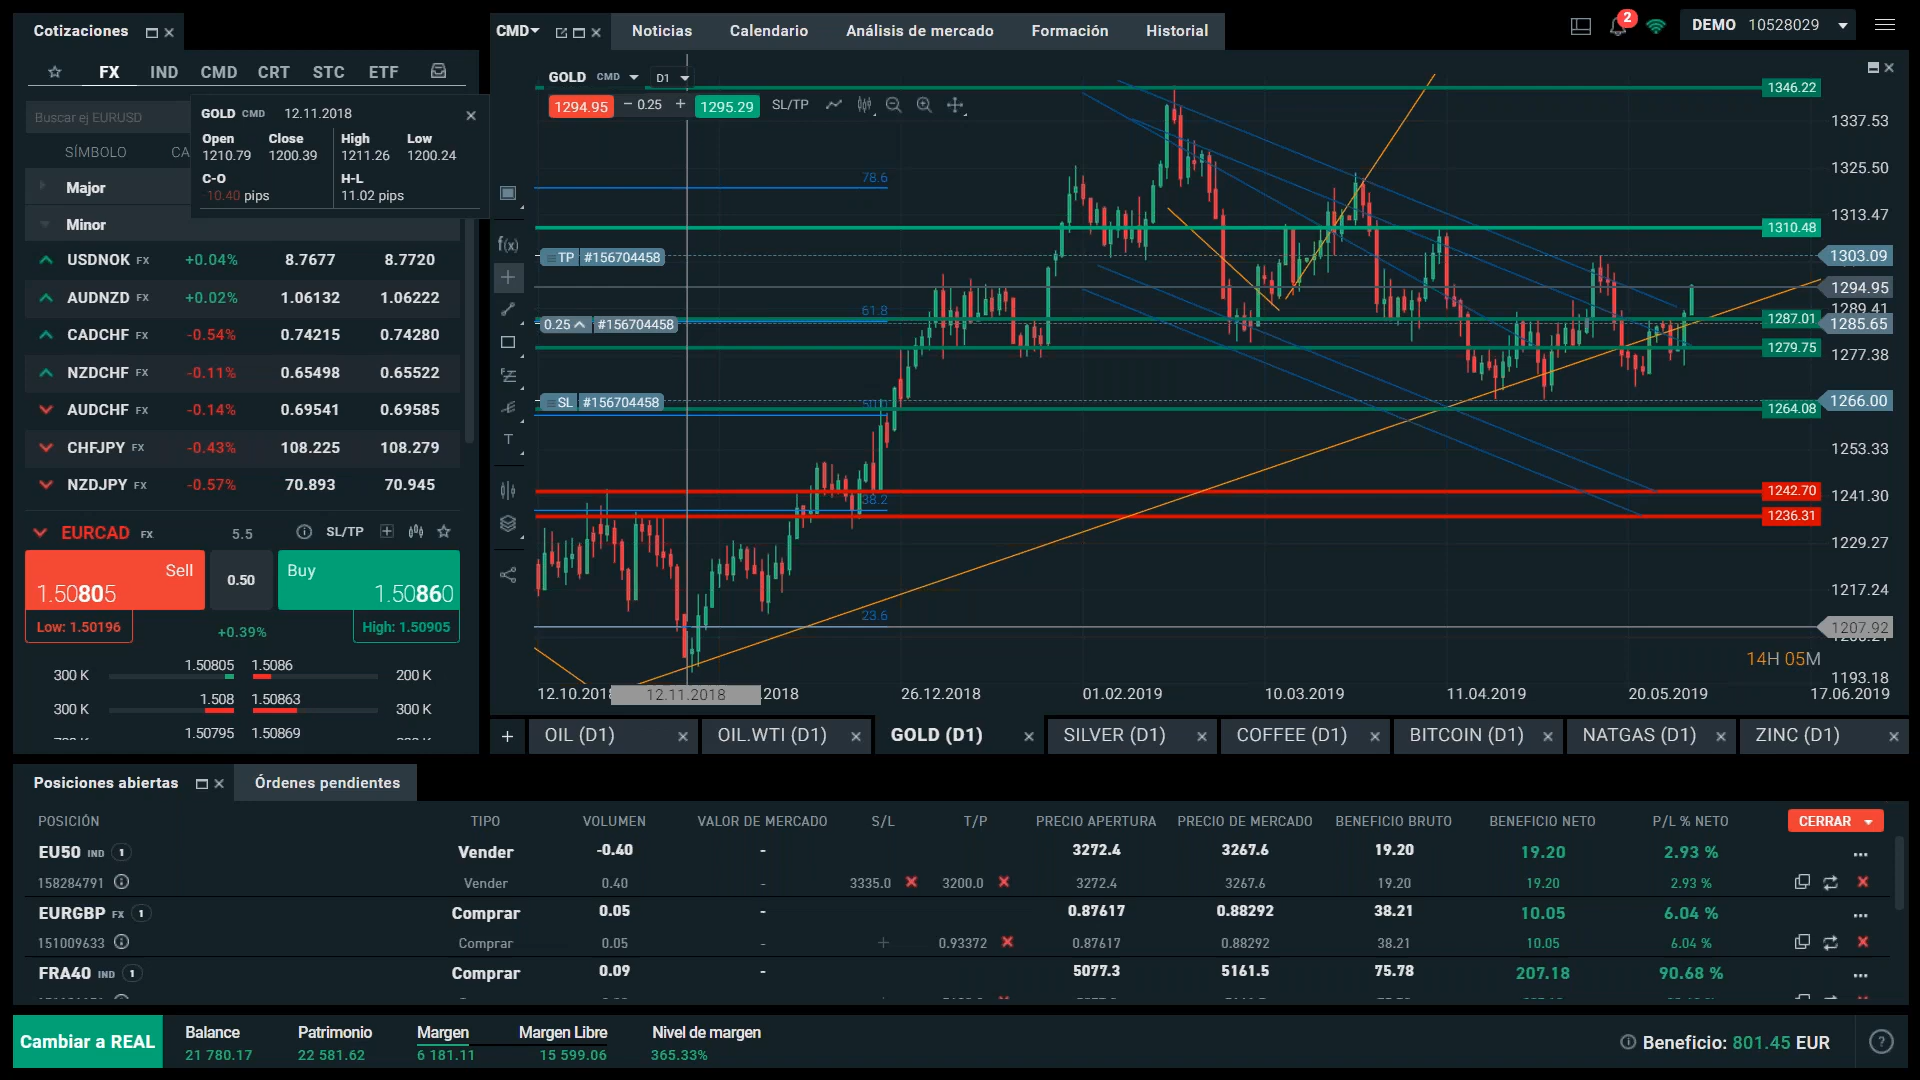 Cotizaciones
FX IND CMD CRT STC ETF
Buscar ej EURUSD
SÍMBOLO CA
Major
Minor
GOLD CMD 12.11.2018
Open Close High Low
1210.79 1200.39 1211.26 1200.24
C-O H-L
-10.40 pips 11.02 pips
USDNOK FX +0.04% 8.7677 8.7720
AUDNZD FX +0.02% 1.06132 1.06222
CADCHF FX -0.54% 0.74215 0.74280
NZDCHF FX -0.11% 0.65498 0.65522
AUDCHF FX -0.14% 0.69541 0.69585
CHFJPY FX -0.43% 108.225 108.279
NZDJPY FX -0.57% 70.893 70.945
EURCAD FX 5.5 SL/TP
Sell 1.50805
0.50
Buy 1.50860
Low: 1.50196
+0.39%
High: 1.50905
300 K 1.50805 1.5086 200 K
300 K 1.508 1.50863 300 K
1.50795 1.50869
CMD Noticias Calendario Análisis de mercado Formación Historial
2
DEMO 10528029
GOLD CMD D1
1294.95 − 0.25 + 1295.29 SL/TP
f(x)
T
TP #156704458
0.25 #156704458
SL #156704458
78.6
61.8
50.0
38.2
23.6
1346.22
1337.53
1325.50
1313.47
1310.48
1303.09
1294.95
1289.41
1287.01
1285.65
1279.75
1277.38
1266.00
1264.08
1253.33
1242.70
1241.30
1236.31
1229.27
1217.24
1207.92
14H 05M
1193.18
12.10.2018 12.11.2018 .2018 26.12.2018 01.02.2019 10.03.2019 11.04.2019 20.05.2019 17.06.2019
+ OIL (D1) OIL.WTI (D1) GOLD (D1) SILVER (D1) COFFEE (D1) BITCOIN (D1) NATGAS (D1) ZINC (D1)
Posiciones abiertas Órdenes pendientes
POSICIÓN TIPO VOLUMEN VALOR DE MERCADO S/L T/P PRECIO APERTURA PRECIO DE MERCADO BENEFICIO BRUTO BENEFICIO NETO P/L % NETO CERRAR
EU50 IND 1 Vender -0.40 - 3272.4 3267.6 19.20 19.20 2.93 % ...
158284791 Vender 0.40 - 3335.0 3200.0 3272.4 3267.6 19.20 19.20 2.93 %
EURGBP FX 1 Comprar 0.05 - 0.87617 0.88292 38.21 10.05 6.04 % ...
151009633 Comprar 0.05 - + 0.93372 0.87617 0.88292 38.21 10.05 6.04 %
FRA40 IND 1 Comprar 0.09 - 5077.3 5161.5 75.78 207.18 90.68 % ...
Cambiar a REAL
Balance Patrimonio Margen Margen Libre Nivel de margen
21 780.17 22 581.62 6 181.11 15 599.06 365.33%
Beneficio: 801.45 EUR
?